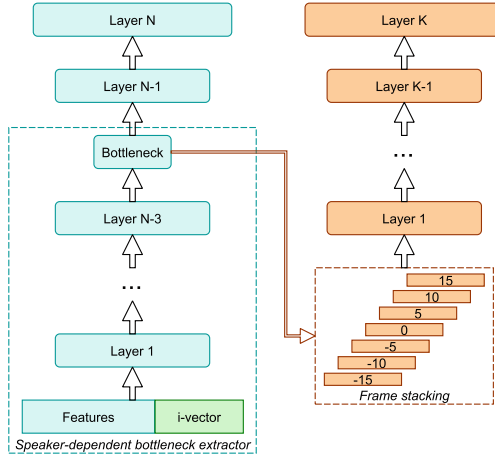 Layer N
Layer N-1
Bottleneck
Layer N-3
...
Layer 1
Features
i-vector
Speaker-dependent bottleneck extractor
Layer K
Layer K-1
...
Layer 1
15
10
5
0
-5
-10
-15
Frame stacking